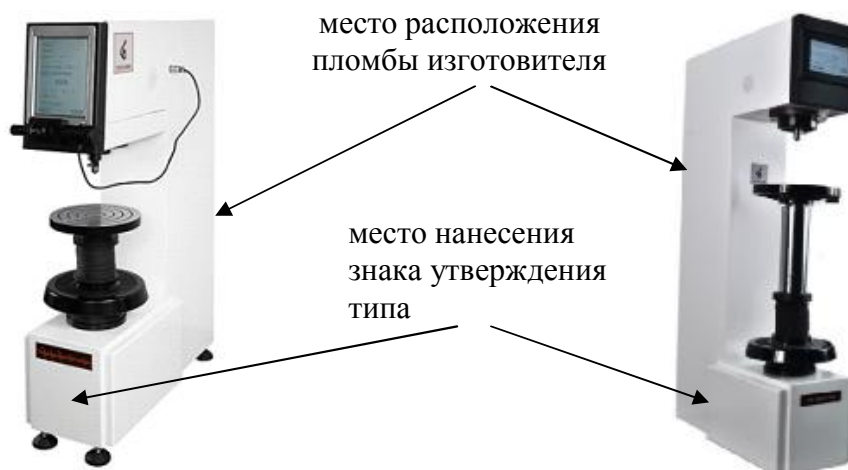 место расположения
пломбы изготовителя
место нанесения
знака утверждения
типа